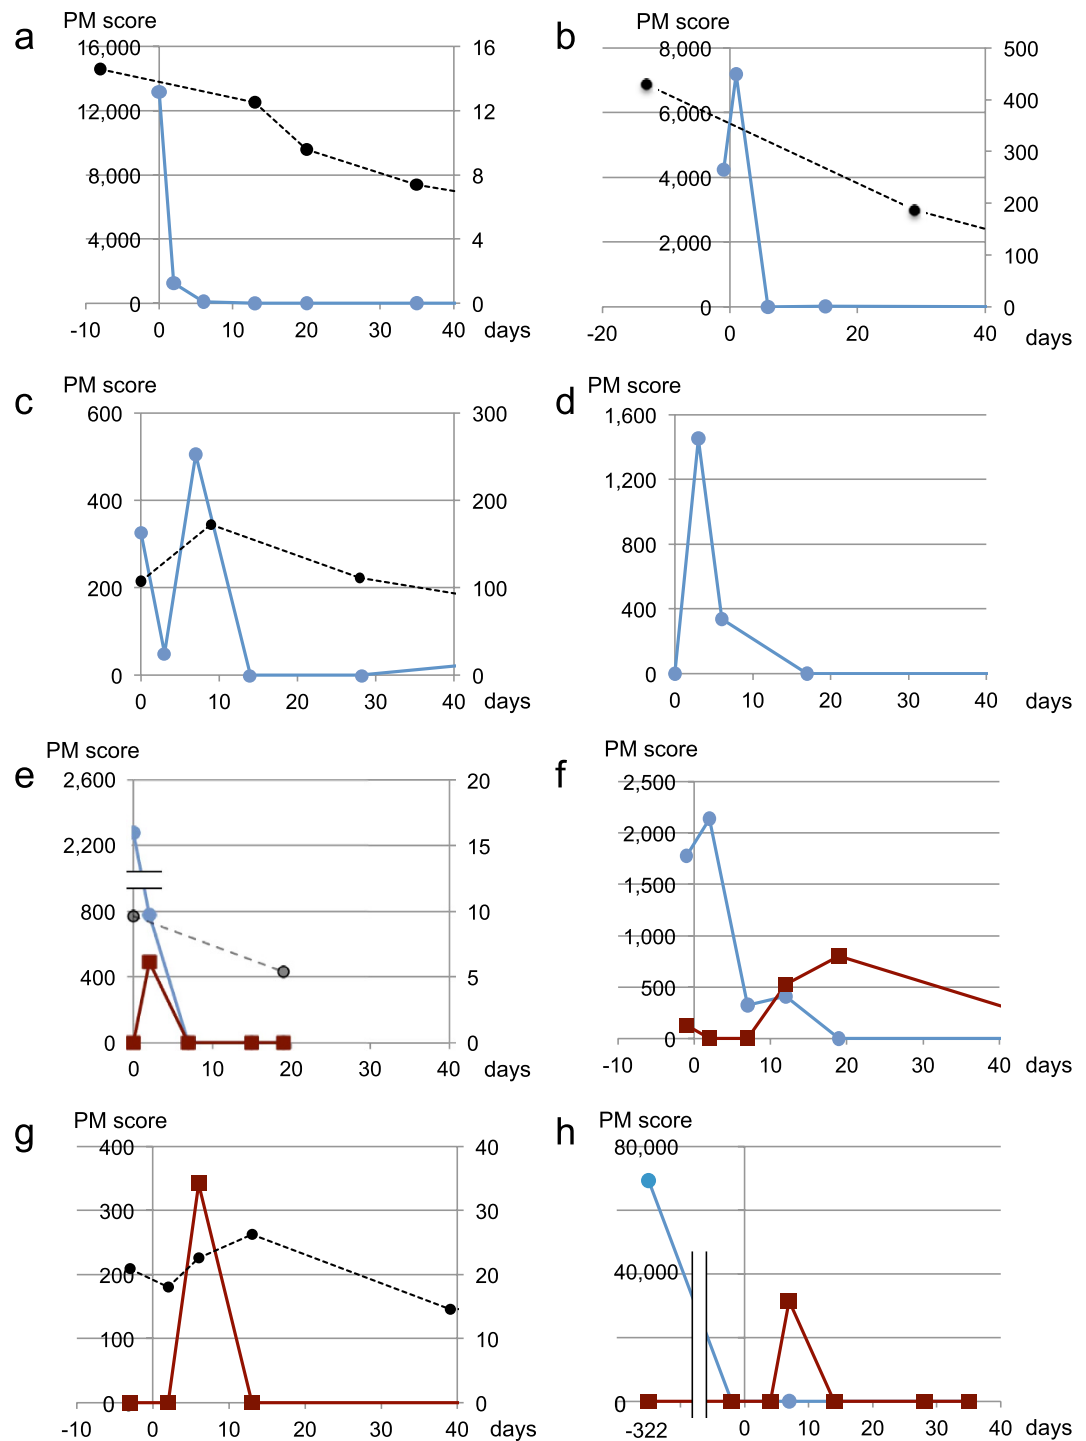 PM score PM score
a b
16,000 16 8,000 500
12,000 12 6,000 400
8,000 8 4,000 300
200
4,000 4 2,000 100
0 0 0 0
-10 0 10 20 30 40 days -20 0 20 40 days
PM score PM score
c d
600 300 1,600
400 200 1,200
800
200 100 400
0 0 0
0 10 20 30 40 days 0 10 20 30 40 days
PM score PM score
e f
2,600 20 2,500
2,200 15 2,000
1,500
800 10 1,000
400 5 500
0 0 0
0 10 20 30 40 days -10 0 10 20 30 40 days
PM score PM score
g h
400 40 80,000
300 30
200 20 40,000
100 10
0 0 0
-10 0 10 20 30 40 days -322 0 10 20 30 40 days